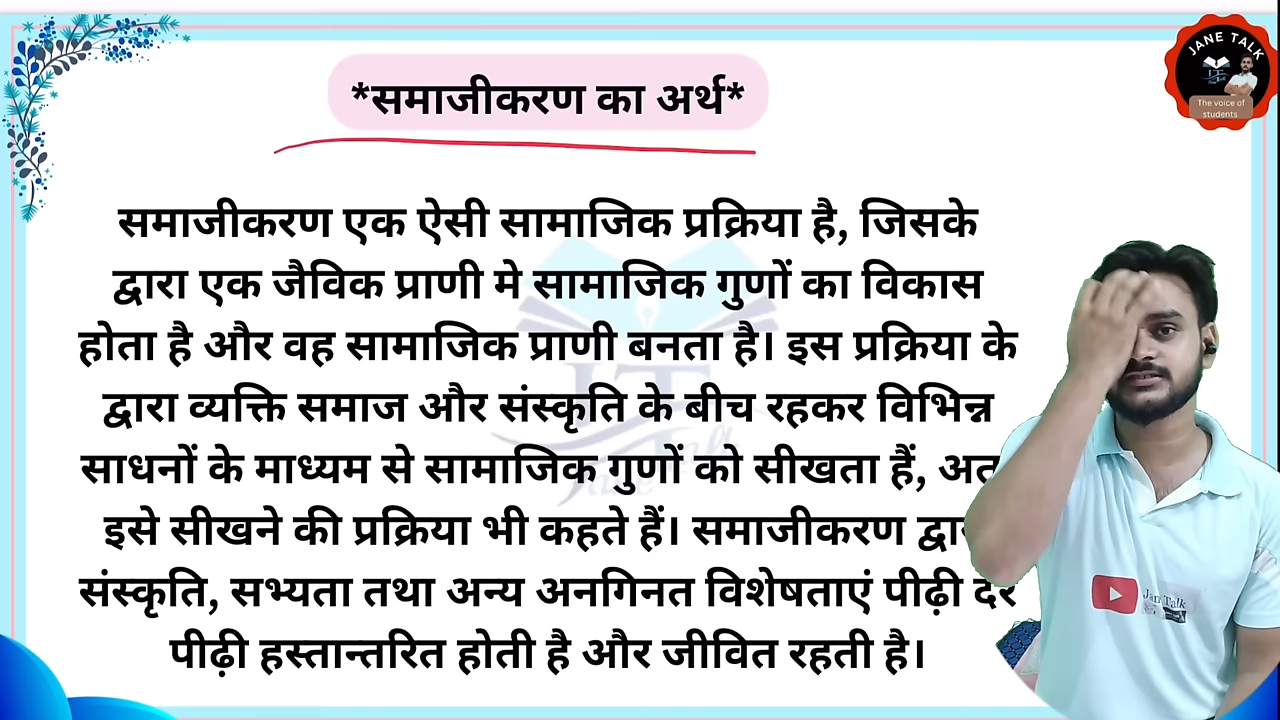 *समाजीकरण का अर्थ*
JANE TALK
The voice of
students
समाजीकरण एक ऐसी सामाजिक प्रक्रिया है, जिसके
द्वारा एक जैविक प्राणी मे सामाजिक गुणों का विकास
होता है और वह सामाजिक प्राणी बनता है। इस प्रक्रिया के
द्वारा व्यक्ति समाज और संस्कृति के बीच रहकर विभिन्न
साधनों के माध्यम से सामाजिक गुणों को सीखता हैं,
इसे सीखने की प्रक्रिया भी कहते हैं। समाजीकरण
संस्कृति, सभ्यता तथा अन्य अनगिनत विशेषताएं पीढ़ी दर
पीढ़ी हस्तान्तरित होती है और जीवित रहती है।